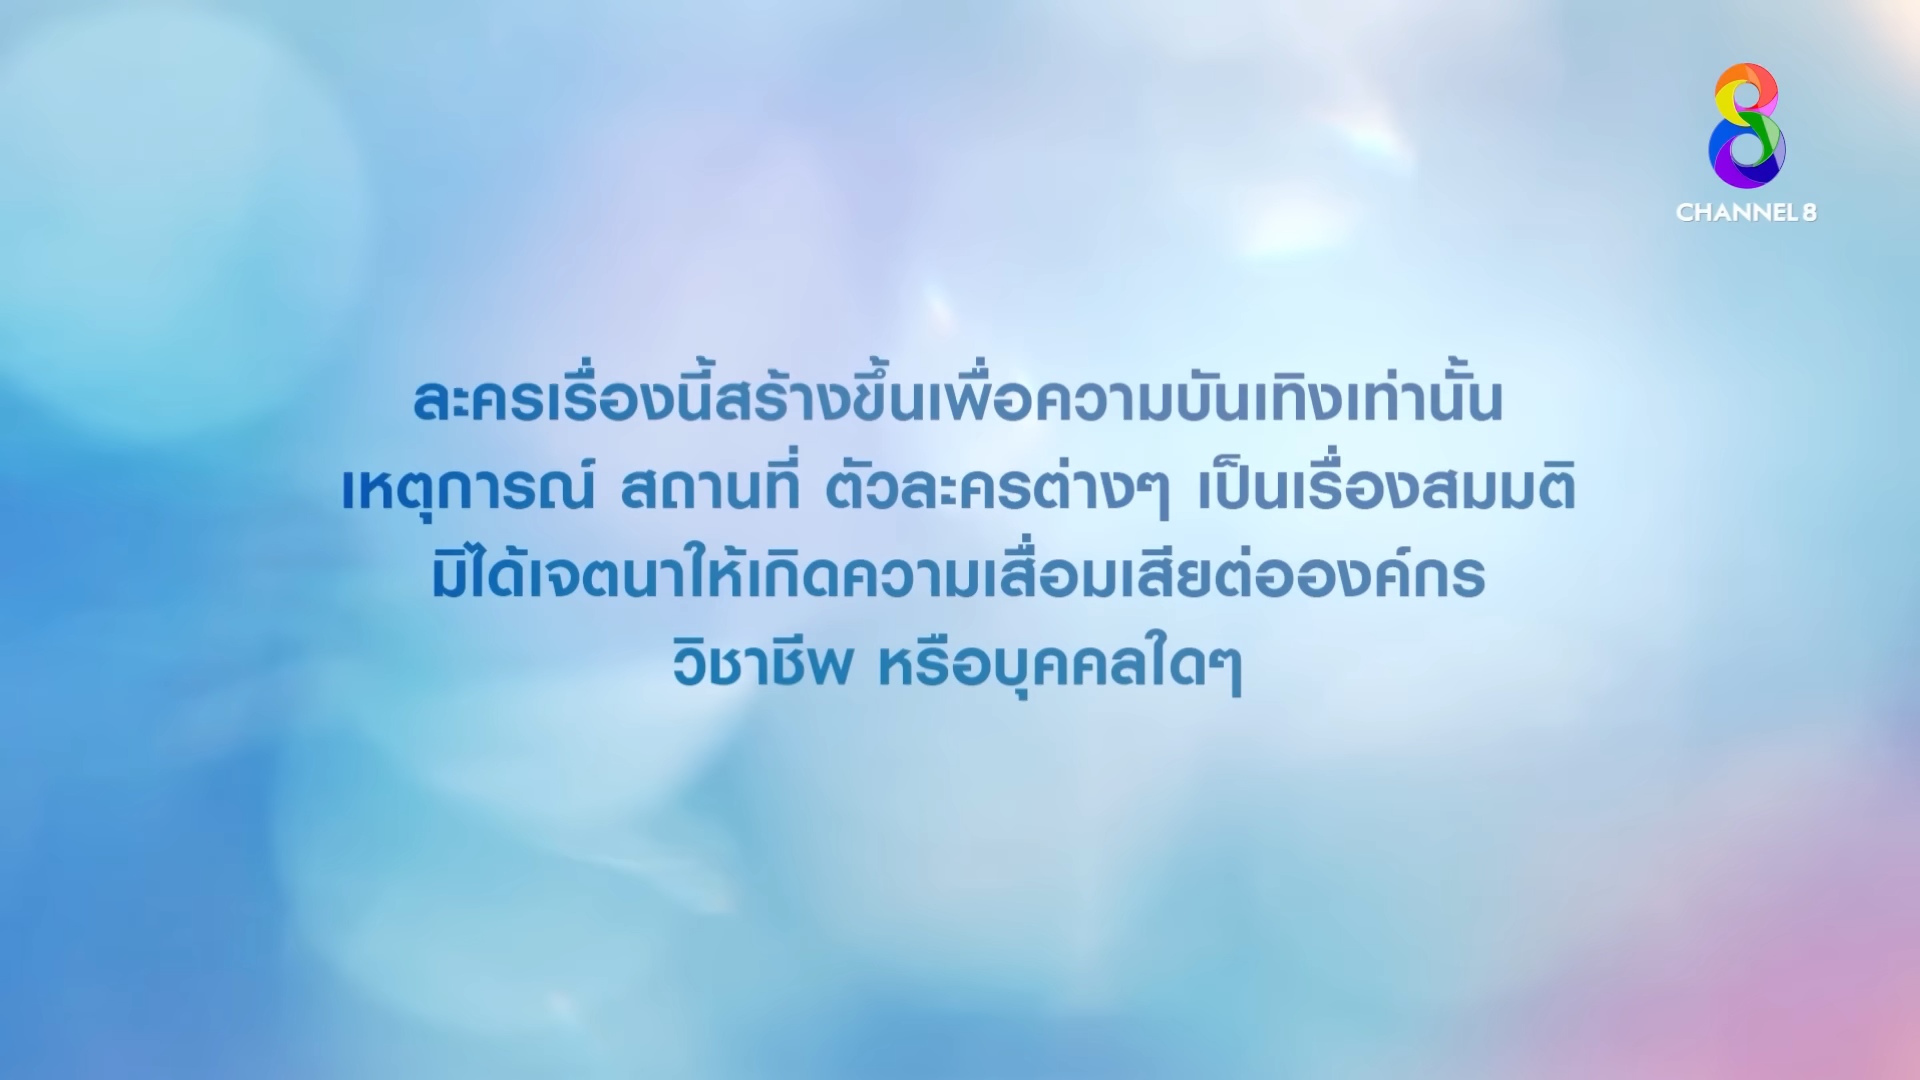 CHANNEL 8
ละครเรื่องนี้สร้างขึ้นเพื่อความบันเทิงเท่านั้น
เหตุการณ์ สถานที่ ตัวละครต่างๆ เป็นเรื่องสมมติ
มิได้เจตนาให้เกิดความเสื่อมเสียต่อองค์กร
วิชาชีพ หรือบุคคลใดๆ